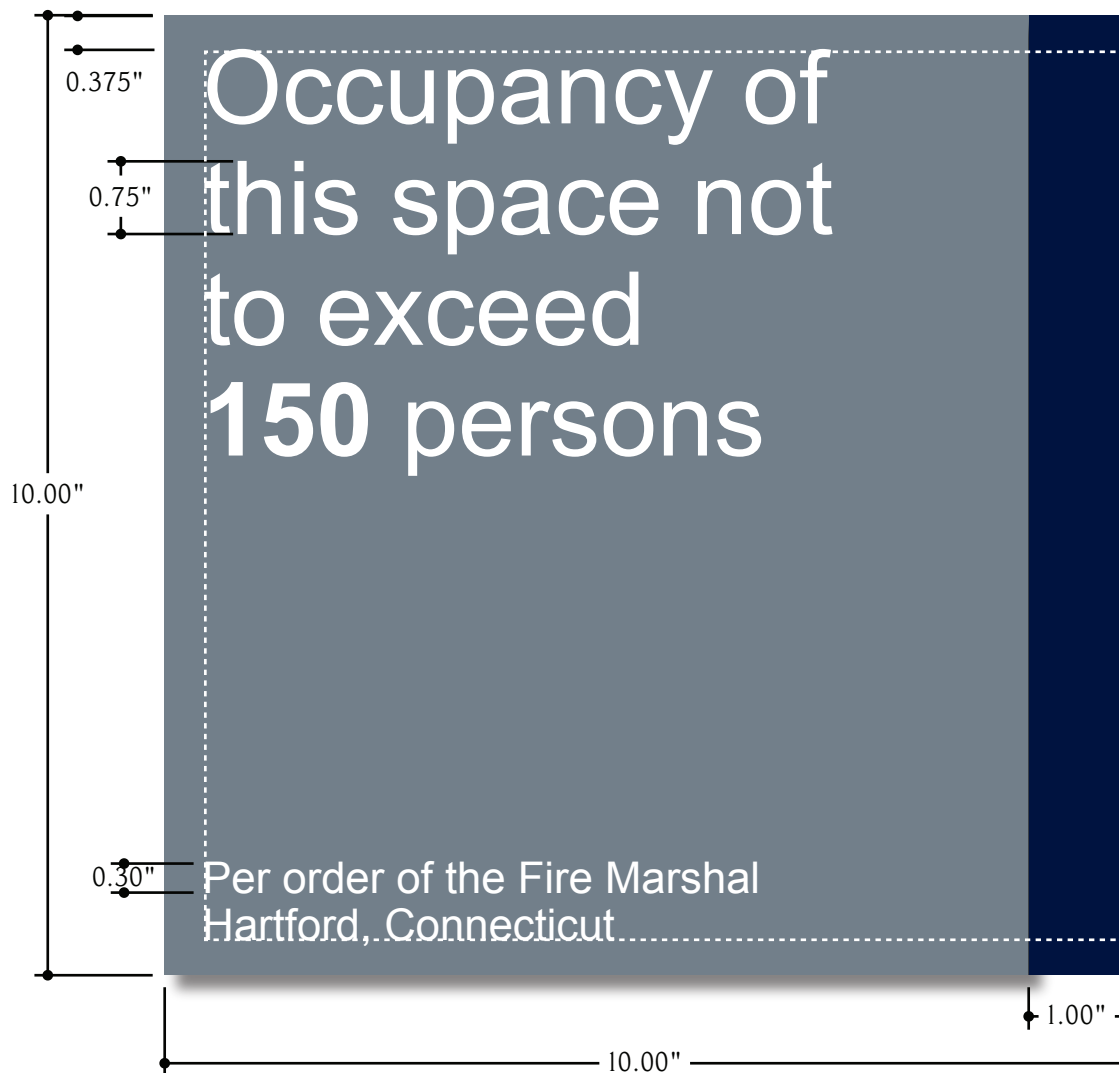 0.375"
Occupancy of
0.75"
this space not
to exceed
150 persons
10.00"
0.30"
Per order of the Fire Marshal
Hartford, Connecticut
1.00"
10.00"